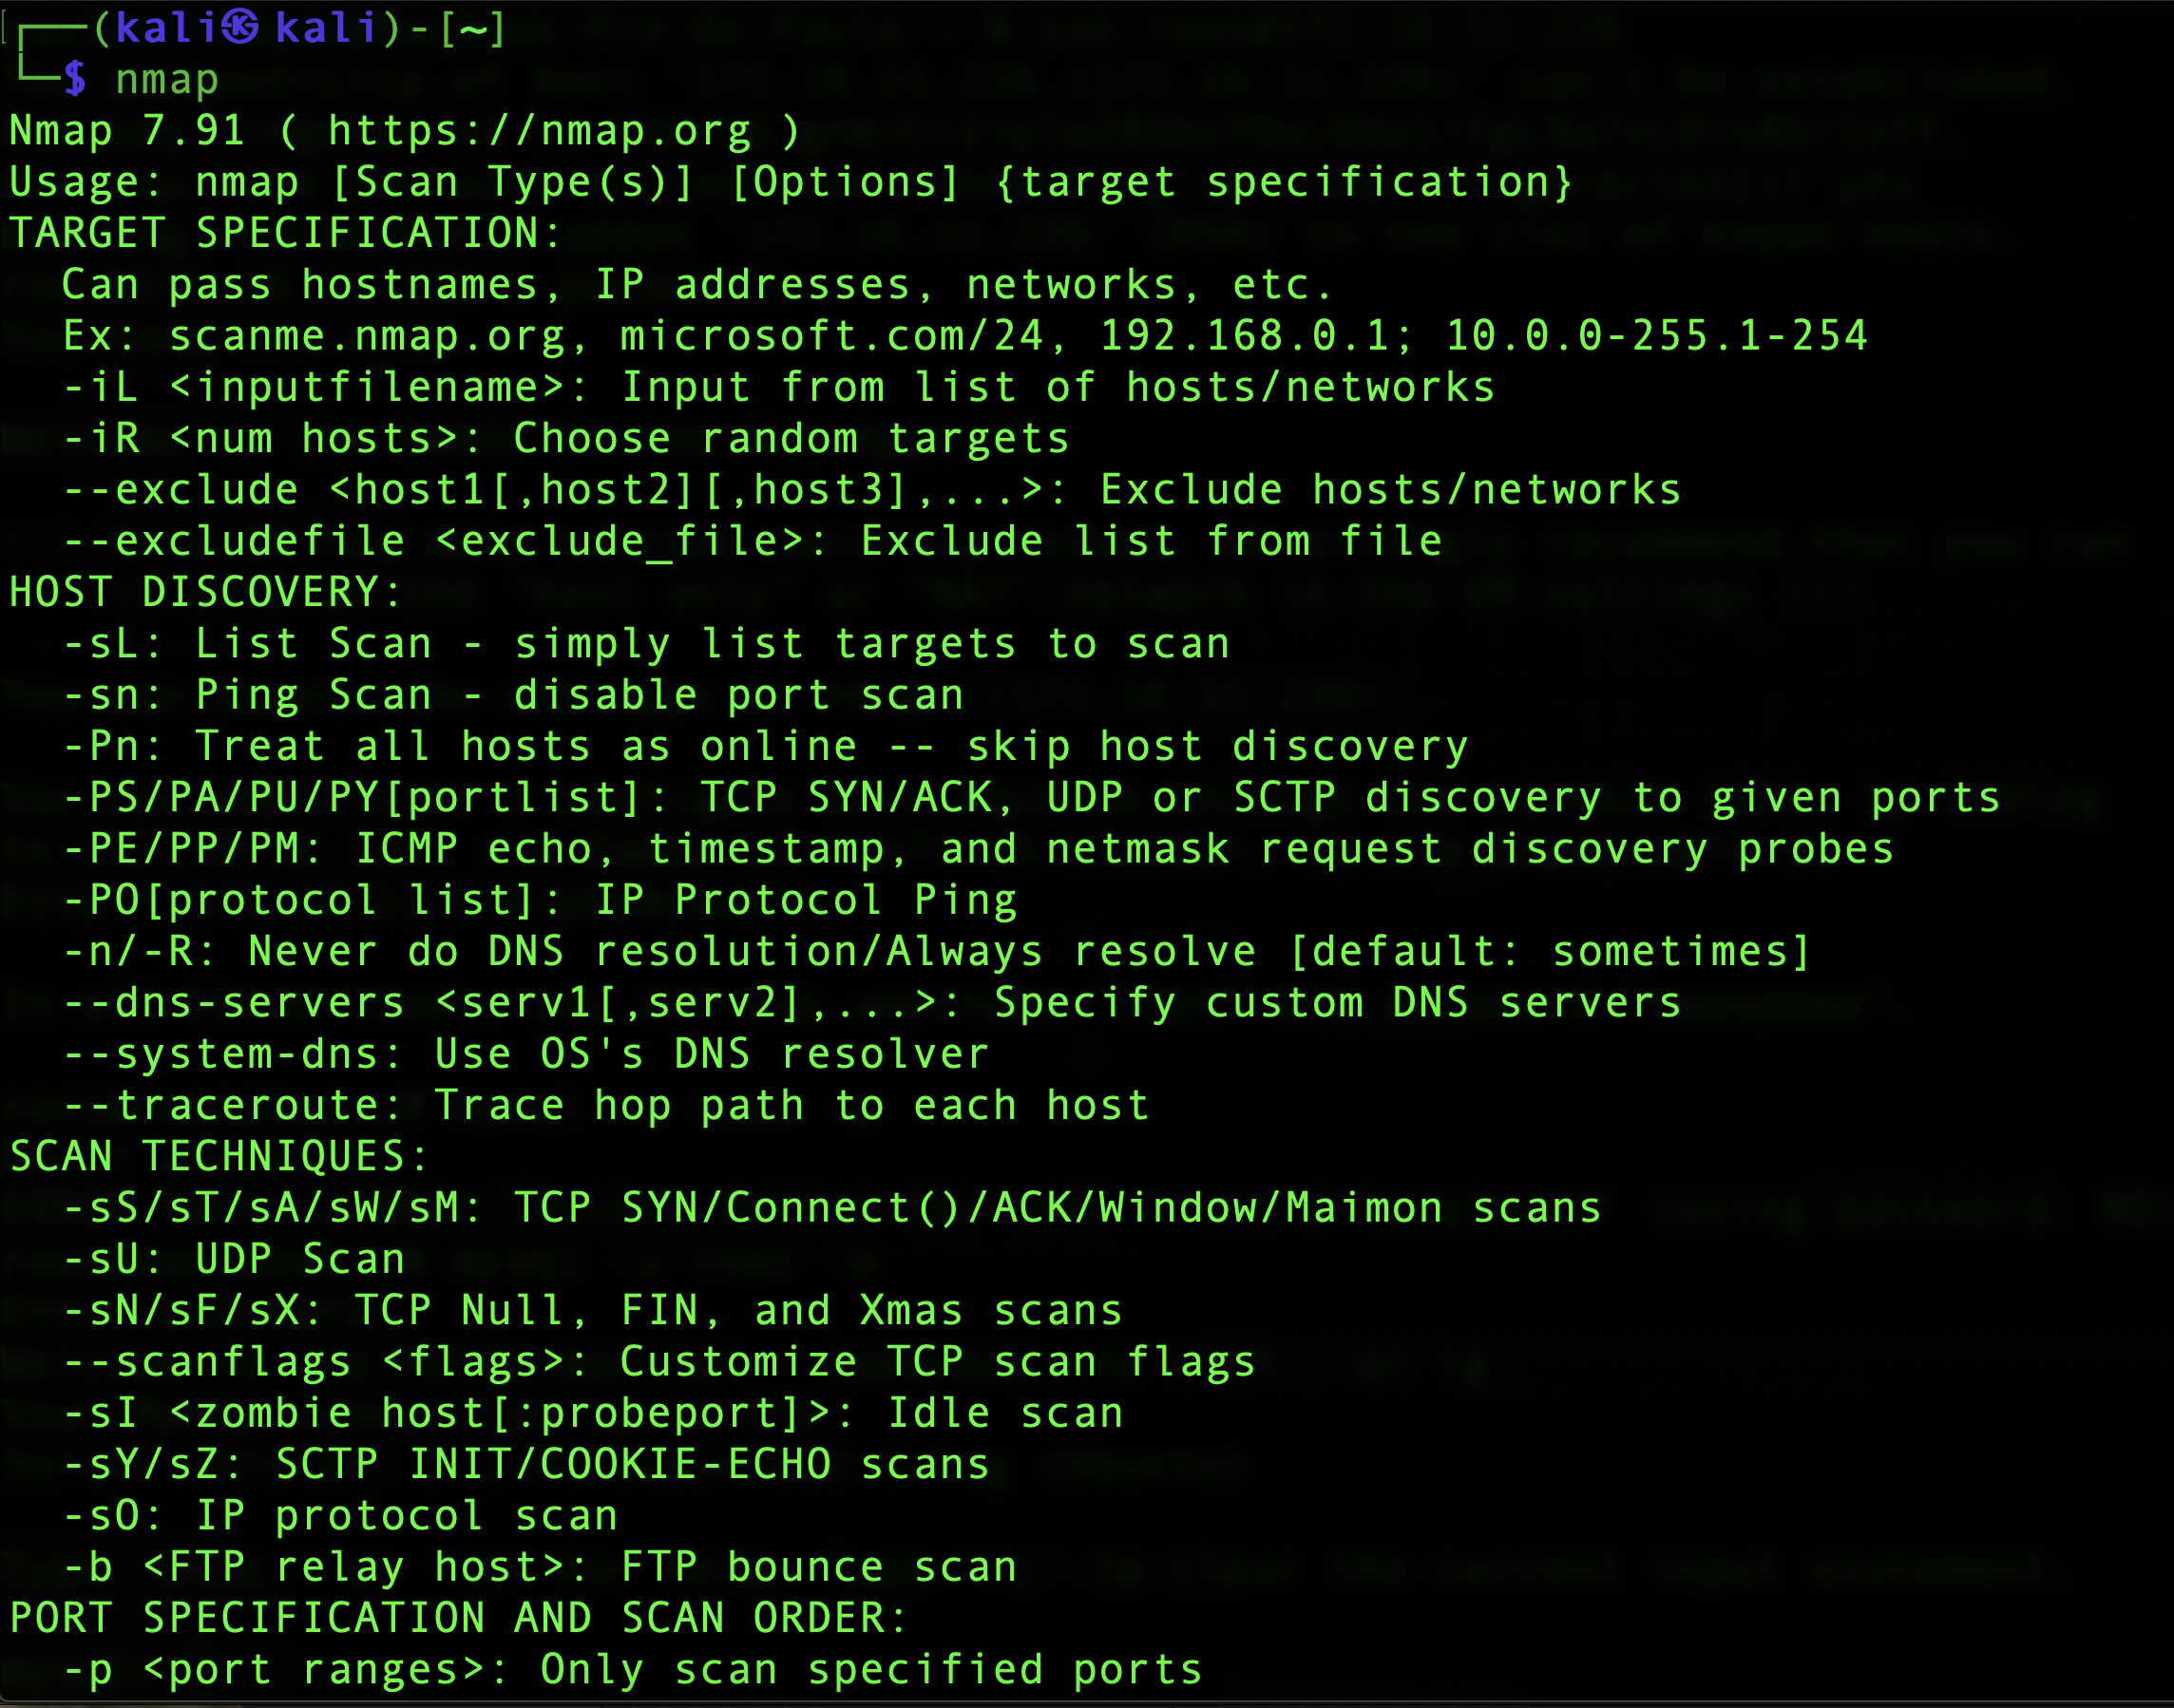 ┌──(kali㉿kali)-[~]
└─$ nmap
Nmap 7.91 ( https://nmap.org )
Usage: nmap [Scan Type(s)] [Options] {target specification}
TARGET SPECIFICATION:
  Can pass hostnames, IP addresses, networks, etc.
  Ex: scanme.nmap.org, microsoft.com/24, 192.168.0.1; 10.0.0-255.1-254
  -iL <inputfilename>: Input from list of hosts/networks
  -iR <num hosts>: Choose random targets
  --exclude <host1[,host2][,host3],...>: Exclude hosts/networks
  --excludefile <exclude_file>: Exclude list from file
HOST DISCOVERY:
  -sL: List Scan - simply list targets to scan
  -sn: Ping Scan - disable port scan
  -Pn: Treat all hosts as online -- skip host discovery
  -PS/PA/PU/PY[portlist]: TCP SYN/ACK, UDP or SCTP discovery to given ports
  -PE/PP/PM: ICMP echo, timestamp, and netmask request discovery probes
  -PO[protocol list]: IP Protocol Ping
  -n/-R: Never do DNS resolution/Always resolve [default: sometimes]
  --dns-servers <serv1[,serv2],...>: Specify custom DNS servers
  --system-dns: Use OS's DNS resolver
  --traceroute: Trace hop path to each host
SCAN TECHNIQUES:
  -sS/sT/sA/sW/sM: TCP SYN/Connect()/ACK/Window/Maimon scans
  -sU: UDP Scan
  -sN/sF/sX: TCP Null, FIN, and Xmas scans
  --scanflags <flags>: Customize TCP scan flags
  -sI <zombie host[:probeport]>: Idle scan
  -sY/sZ: SCTP INIT/COOKIE-ECHO scans
  -sO: IP protocol scan
  -b <FTP relay host>: FTP bounce scan
PORT SPECIFICATION AND SCAN ORDER:
  -p <port ranges>: Only scan specified ports